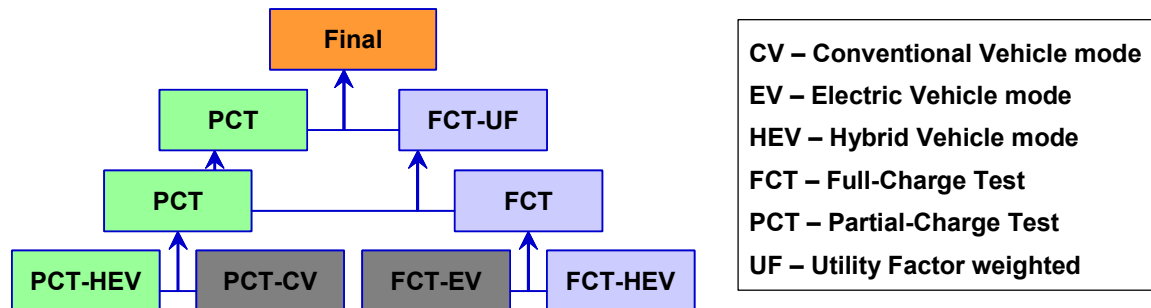 Final
PCT
FCT-UF
PCT
FCT
PCT-HEV
PCT-CV
FCT-EV
FCT-HEV
CV – Conventional Vehicle mode
EV – Electric Vehicle mode
HEV – Hybrid Vehicle mode
FCT – Full-Charge Test
PCT – Partial-Charge Test
UF – Utility Factor weighted